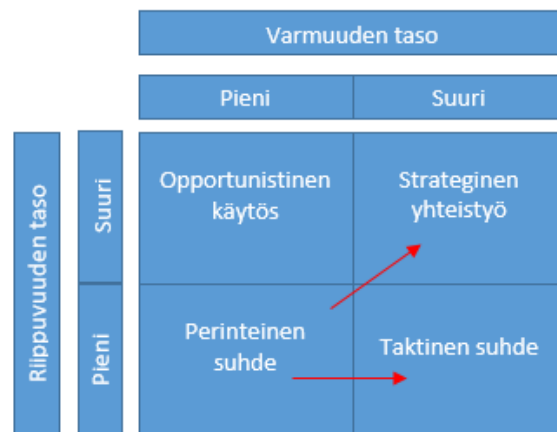 Varmuuden taso
Pieni
Suuri
Riippuvuuden taso
Suuri
Opportunistinen
käytös
Strateginen
yhteistyö
Pieni
Perinteinen
suhde
Taktinen suhde